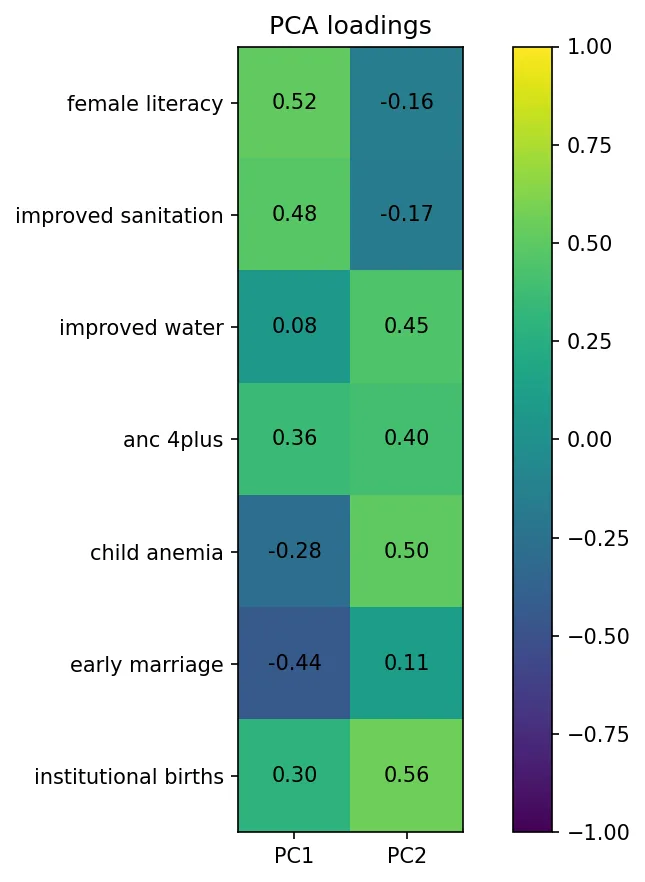 PCA loadings
female literacy 0.52 -0.16
improved sanitation 0.48 -0.17
improved water 0.08 0.45
anc 4plus 0.36 0.40
child anemia -0.28 0.50
early marriage -0.44 0.11
institutional births 0.30 0.56
PC1 PC2
1.00
0.75
0.50
0.25
0.00
−0.25
−0.50
−0.75
−1.00